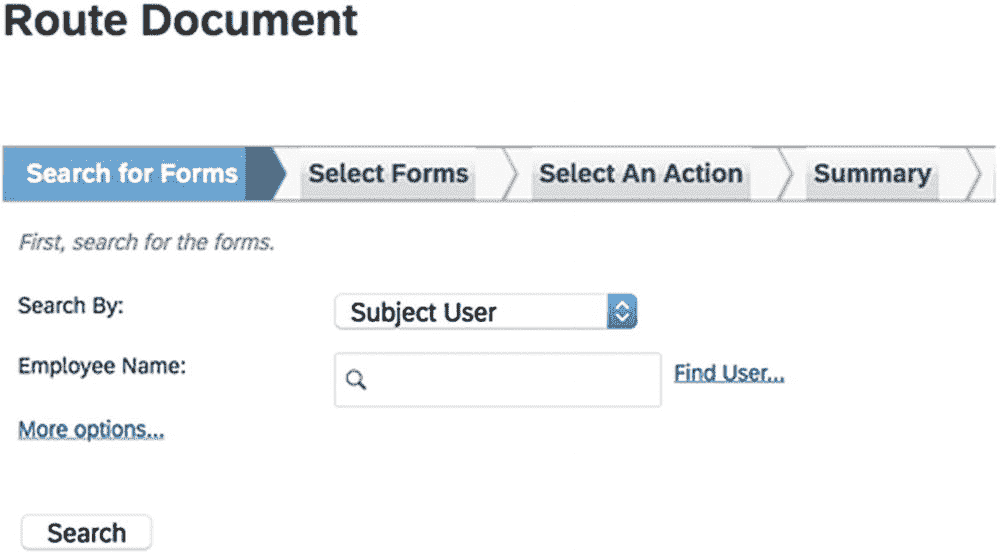 Route Document
Search for Forms Select Forms Select An Action Summary
First, search for the forms.
Search By: Subject User
Employee Name: Find User...
More options...
Search